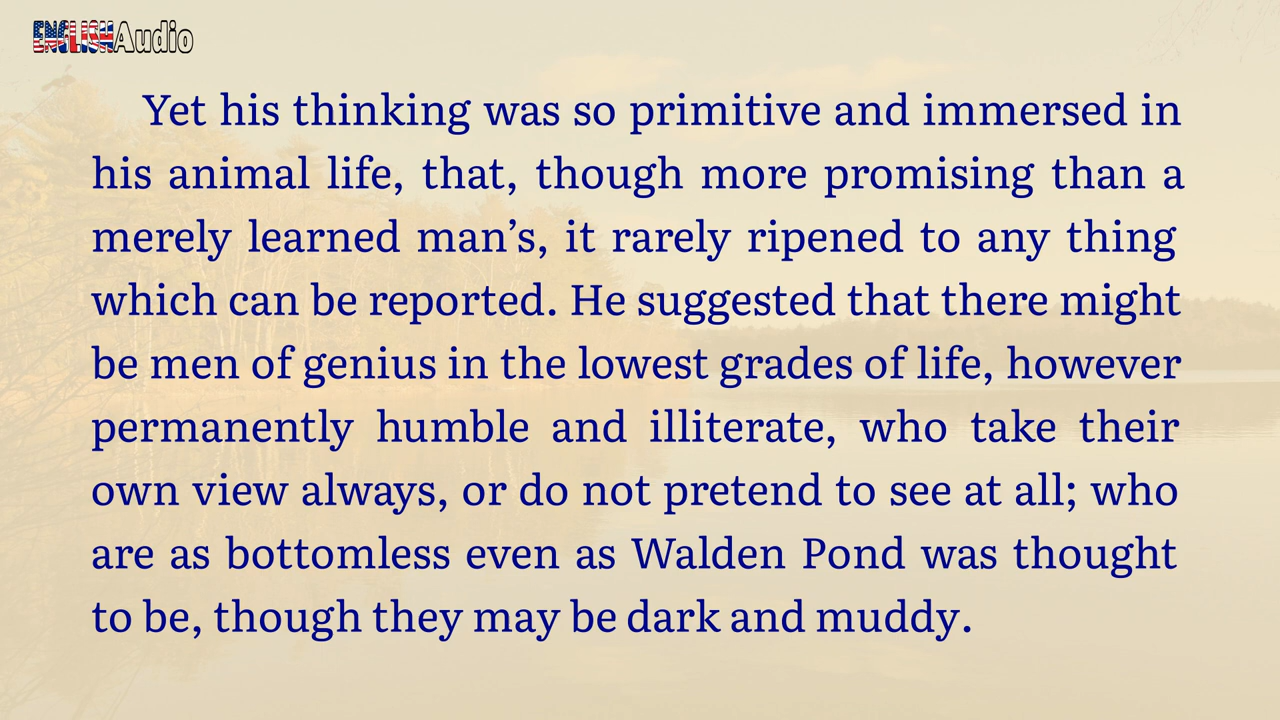 ENGLISHAudio
Yet his thinking was so primitive and immersed in
his animal life, that, though more promising than a
merely learned man’s, it rarely ripened to any thing
which can be reported. He suggested that there might
be men of genius in the lowest grades of life, however
permanently humble and illiterate, who take their
own view always, or do not pretend to see at all; who
are as bottomless even as Walden Pond was thought
to be, though they may be dark and muddy.